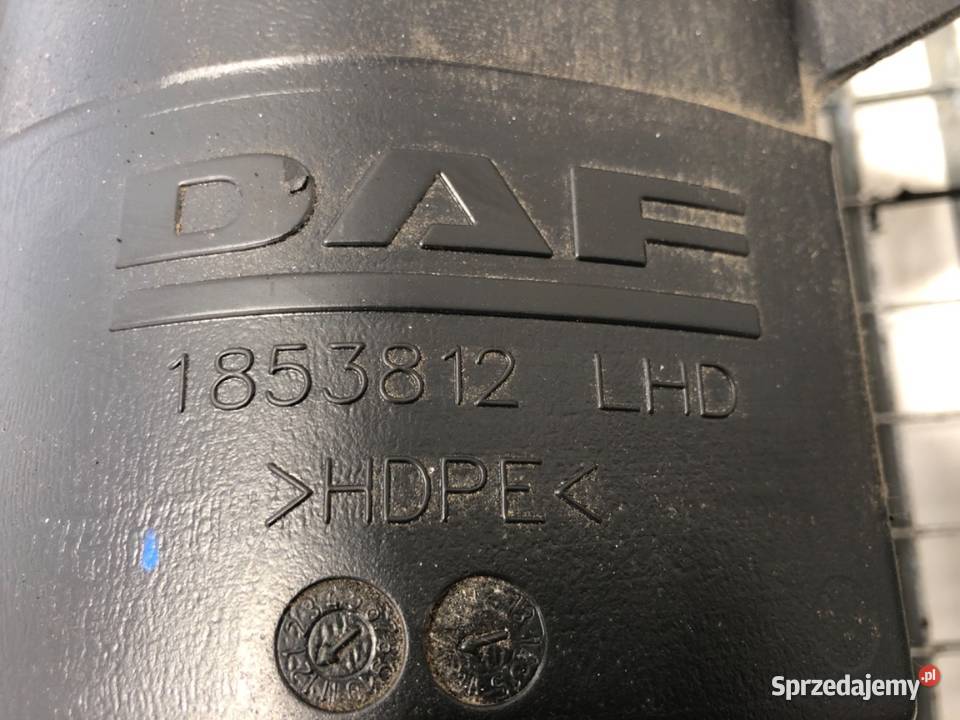 DAF
1853812 LHD
>HDPE<
Sprzedajemy.pl